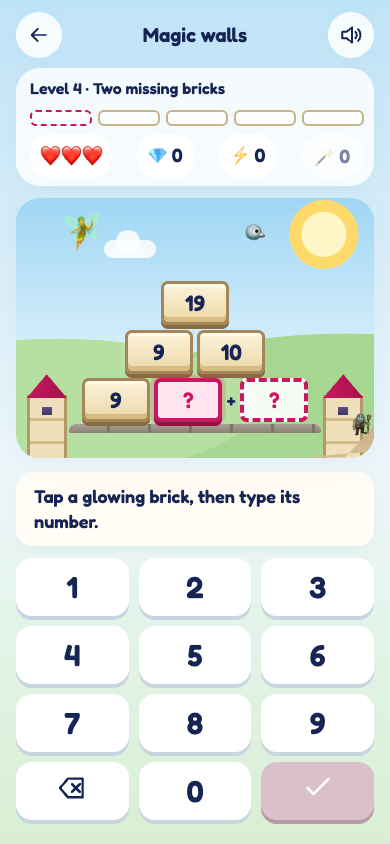 Magic walls
Level 4 · Two missing bricks
0 0 0
19
9 10
9 ? + ?
Tap a glowing brick, then type its
number.
1 2 3
4 5 6
7 8 9
0